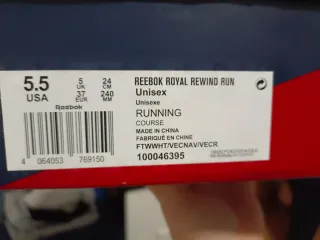 5.5
USA
5
UK
24
CM
37
EUR
240
MM
Reebok
4 064053 769150
REEBOK ROYAL REWIND RUN
Unisex
Unisexe
RUNNING
COURSE
MADE IN CHINA
FABRIQUÉ EN CHINE
FTWWHT/VECNAV/VECR
100046395